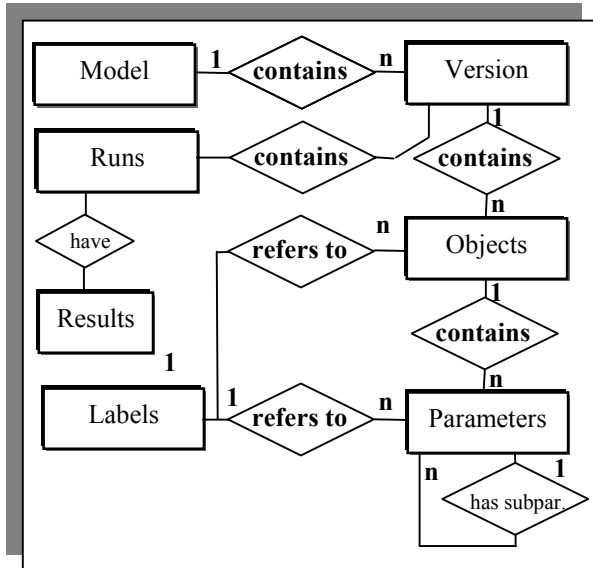 Model 1 contains n Version
Runs contains 1 contains
have n
refers to n Objects
Results 1
1 contains
n
Labels 1 refers to n Parameters
n 1
has subpar.